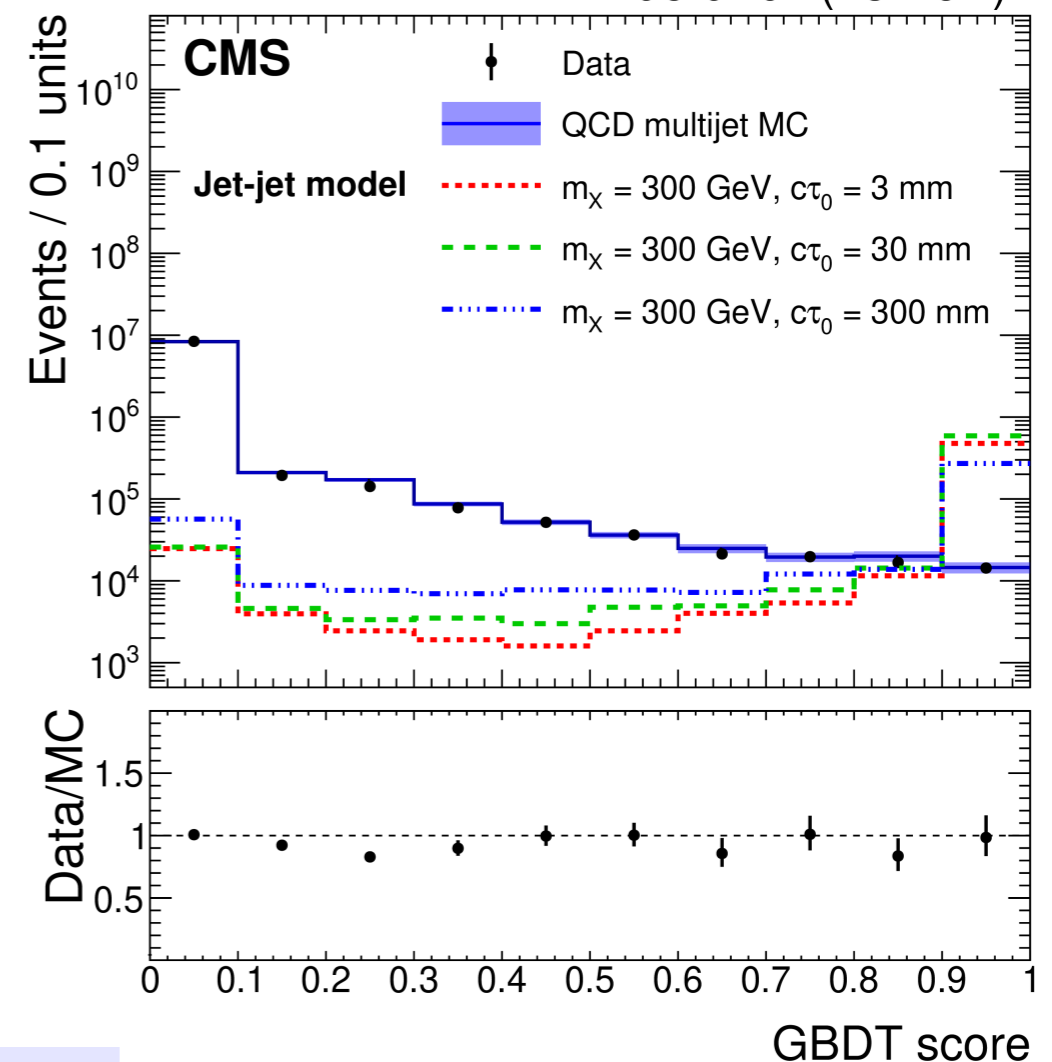 CMS
Data
QCD multijet MC
Jet-jet model
m_X = 300 GeV, cτ_0 = 3 mm
m_X = 300 GeV, cτ_0 = 30 mm
m_X = 300 GeV, cτ_0 = 300 mm
Events / 0.1 units
10^10
10^9
10^8
10^7
10^6
10^5
10^4
10^3
Data/MC
1.5
1
0.5
0 0.1 0.2 0.3 0.4 0.5 0.6 0.7 0.8 0.9 1
GBDT score